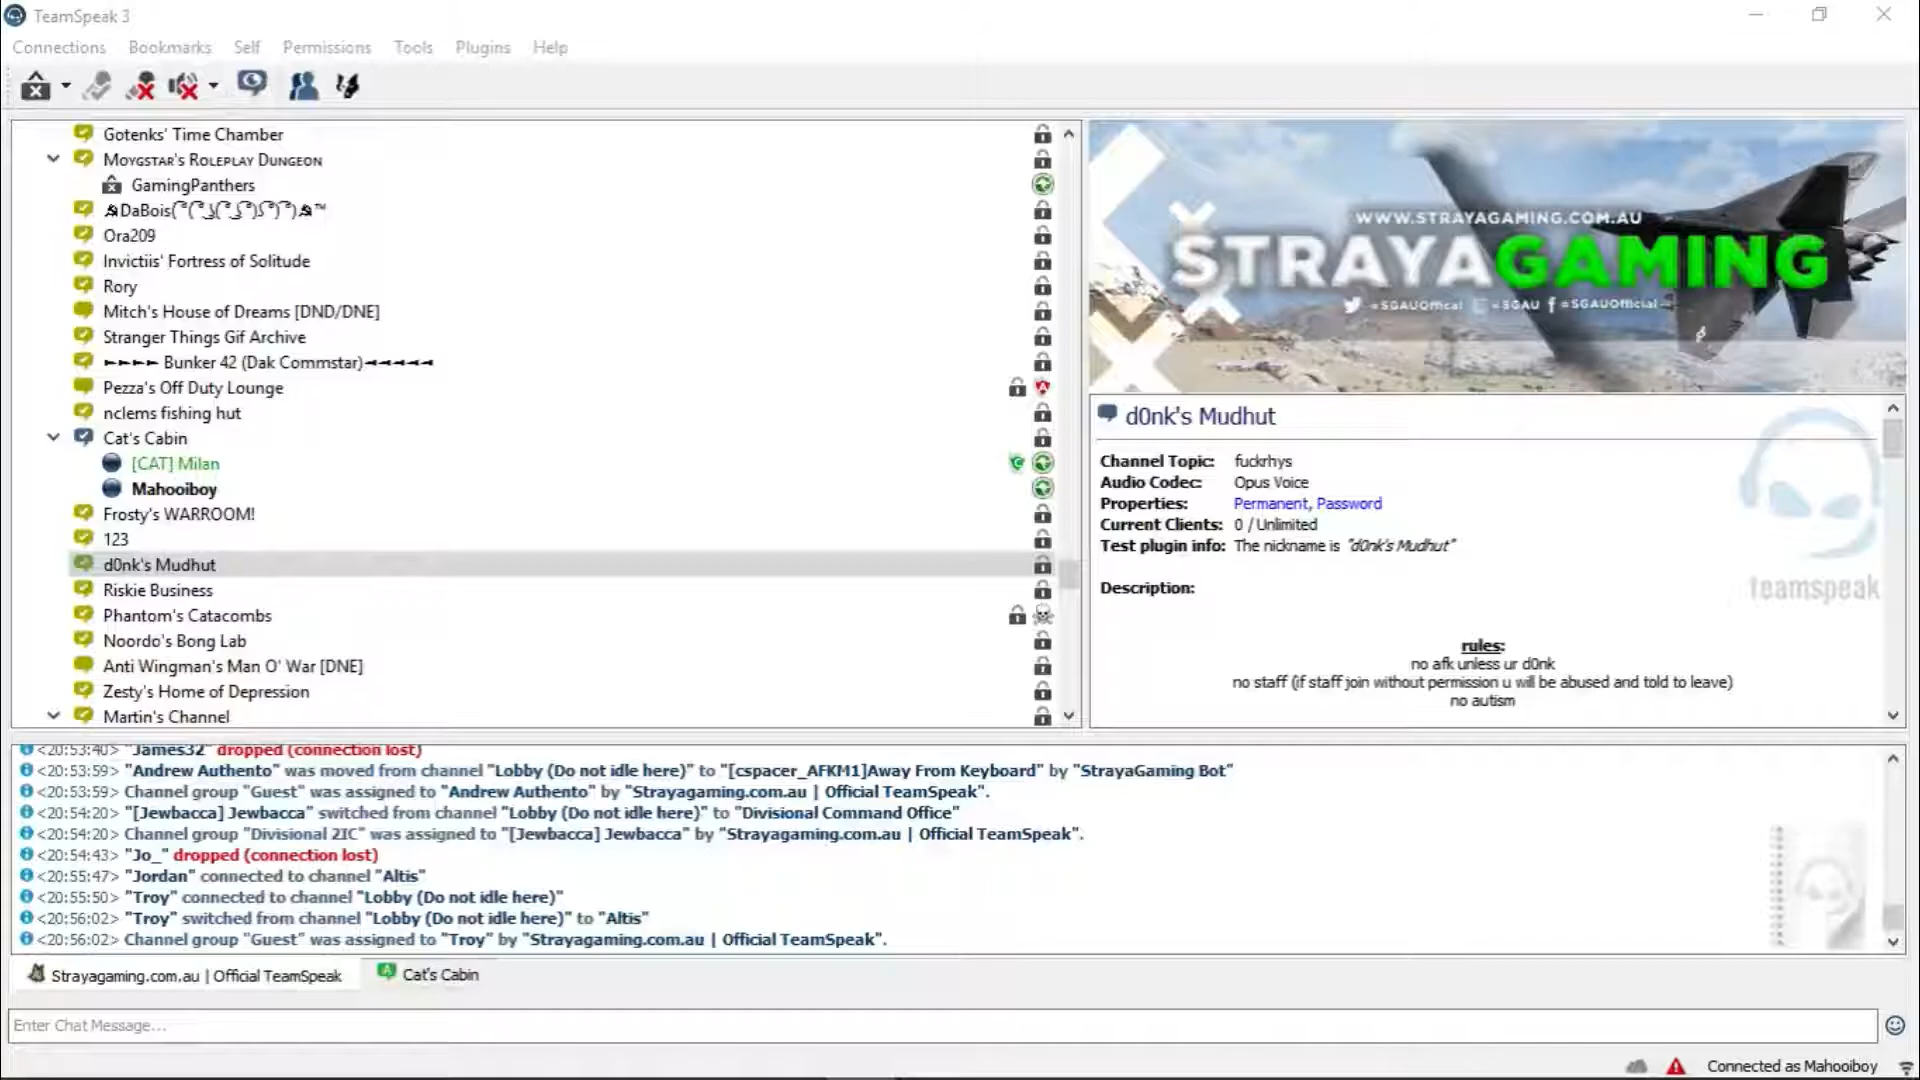 TeamSpeak 3
Connections Bookmarks Self Permissions Tools Plugins Help
Gotenks' Time Chamber
Moygstar's Roleplay Dungeon
GamingPanthers
Ora209
Invictiis' Fortress of Solitude
Rory
Mitch's House of Dreams [DND/DNE]
Stranger Things Gif Archive
►►►► Bunker 42 (Dak Commstar)◄◄◄◄◄
Pezza's Off Duty Lounge
nclems fishing hut
Cat's Cabin
[CAT] Milan
Mahooiboy
Frosty's WARROOM!
123
d0nk's Mudhut
Riskie Business
Phantom's Catacombs
Noordo's Bong Lab
Anti Wingman's Man O' War [DNE]
Zesty's Home of Depression
Martin's Channel
WWW.STRAYAGAMING.COM.AU
STRAYAGAMING
=SGAUOfficial =SGAU =SGAUOfficial
d0nk's Mudhut
Channel Topic: fuckrhys
Audio Codec: Opus Voice
Properties: Permanent, Password
Current Clients: 0 / Unlimited
Test plugin info: The nickname is "d0nk's Mudhut"
Description:
teamspeak
rules:
no afk unless ur d0nk
no staff (if staff join without permission u will be abused and told to leave)
no autism
<20:53:40> "James32" dropped (connection lost)
<20:53:59> "Andrew Authento" was moved from channel "Lobby (Do not idle here)" to "[cspacer_AFKM1]Away From Keyboard" by "StrayaGaming Bot"
<20:53:59> Channel group "Guest" was assigned to "Andrew Authento" by "Strayagaming.com.au | Official TeamSpeak".
<20:54:20> "[Jewbacca] Jewbacca" switched from channel "Lobby (Do not idle here)" to "Divisional Command Office"
<20:54:20> Channel group "Divisional 2IC" was assigned to "[Jewbacca] Jewbacca" by "Strayagaming.com.au | Official TeamSpeak".
<20:54:43> "Jo_" dropped (connection lost)
<20:55:47> "Jordan" connected to channel "Altis"
<20:55:50> "Troy" connected to channel "Lobby (Do not idle here)"
<20:56:02> "Troy" switched from channel "Lobby (Do not idle here)" to "Altis"
<20:56:02> Channel group "Guest" was assigned to "Troy" by "Strayagaming.com.au | Official TeamSpeak".
Strayagaming.com.au | Official TeamSpeak Cat's Cabin
Enter Chat Message...
Connected as Mahooiboy